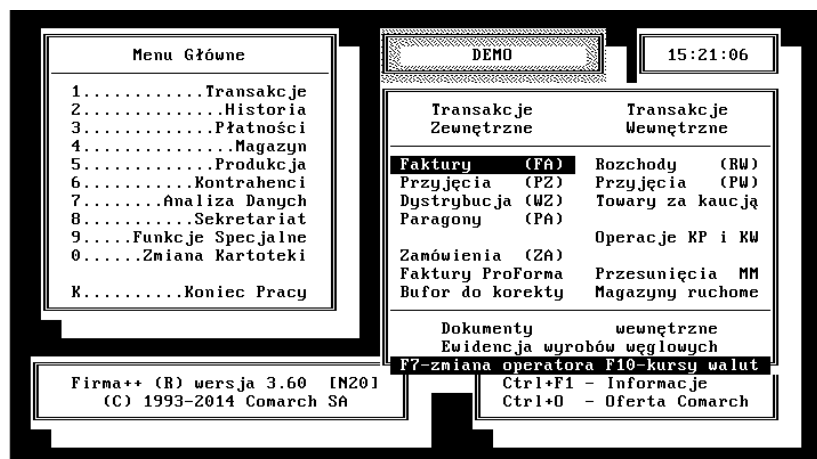 Menu Główne
1............Transakcje
2..............Historia
3.............Płatności
4...............Magazyn
5.............Produkcja
6...........Kontrahenci
7........Analiza Danych
8...........Sekretariat
9.....Funkcje Specjalne
0......Zmiana Kartoteki
K..........Koniec Pracy
DEMO
15:21:06
Transakcje Transakcje
Zewnętrzne Wewnętrzne
Faktury (FA) Rozchody (RW)
Przyjęcia (PZ) Przyjęcia (PW)
Dystrybucja (WZ) Towary za kaucją
Paragony (PA)
Operacje KP i KW
Zamówienia (ZA)
Faktury ProForma Przesunięcia MM
Bufor do korekty Magazyny ruchome
Dokumenty wewnętrzne
Ewidencja wyrobów węglowych
F7-zmiana operatora F10-kursy walut
Firma++ (R) wersja 3.60 [N20]
(C) 1993-2014 Comarch SA
Ctrl+F1 - Informacje
Ctrl+O - Oferta Comarch